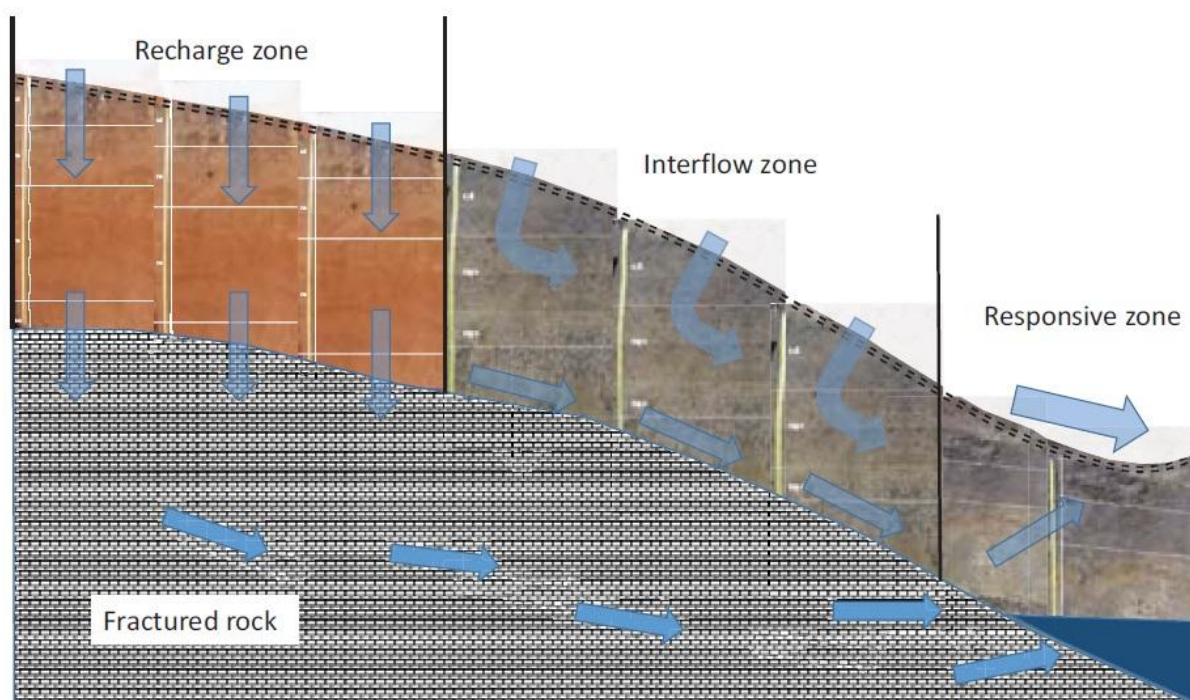 Recharge zone
Interflow zone
Responsive zone
Fractured rock